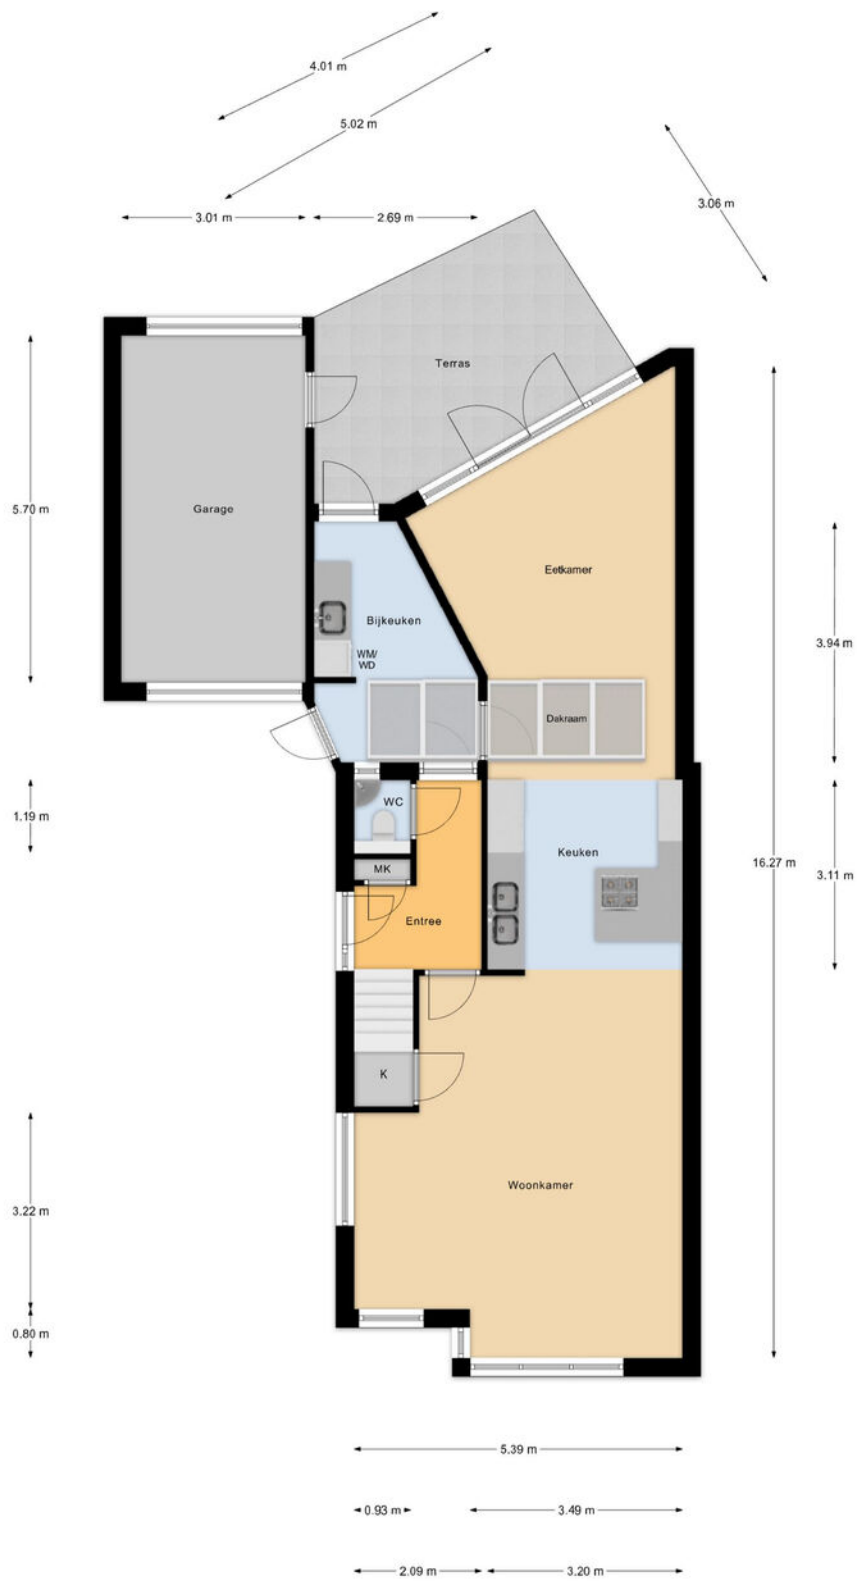 4.01 m
5.02 m
3.06 m
3.01 m
2.69 m
Terras
5.70 m
Garage
Eetkamer
Bijkeuken
3.94 m
WM/
WD
Dakraam
WC
1.19 m
Keuken
16.27 m
3.11 m
MK
Entree
K
Woonkamer
3.22 m
0.80 m
5.39 m
0.93 m
3.49 m
2.09 m
3.20 m